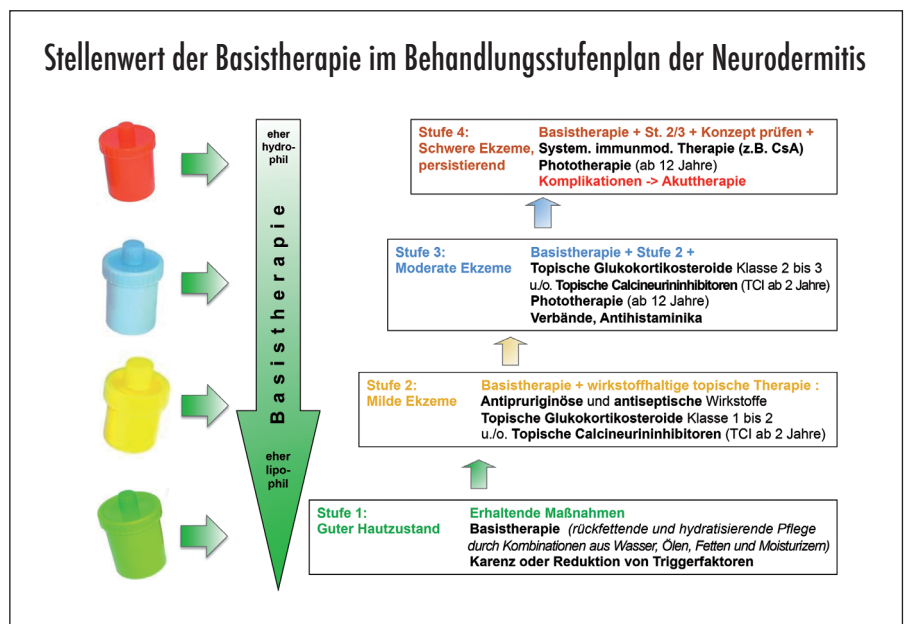 Stellenwert der Basistherapie im Behandlungsstufenplan der Neurodermitis
eher
hydro-
phil
Basistherapie
eher
lipo-
phil
Stufe 4:
Schwere Ekzeme,
persistierend
Basistherapie + St. 2/3 + Konzept prüfen +
System. immunmod. Therapie (z.B. CsA)
Phototherapie (ab 12 Jahre)
Komplikationen -> Akuttherapie
Stufe 3:
Moderate Ekzeme
Basistherapie + Stufe 2 +
Topische Glukokortikosteroide Klasse 2 bis 3
u./o. Topische Calcineurininhibitoren (TCI ab 2 Jahre)
Phototherapie (ab 12 Jahre)
Verbände, Antihistaminika
Stufe 2:
Milde Ekzeme
Basistherapie + wirkstoffhaltige topische Therapie :
Antipruriginöse und antiseptische Wirkstoffe
Topische Glukokortikosteroide Klasse 1 bis 2
u./o. Topische Calcineurininhibitoren (TCI ab 2 Jahre)
Stufe 1:
Guter Hautzustand
Erhaltende Maßnahmen
Basistherapie (rückfettende und hydratisierende Pflege
durch Kombinationen aus Wasser, Ölen, Fetten und Moisturizern)
Karenz oder Reduktion von Triggerfaktoren